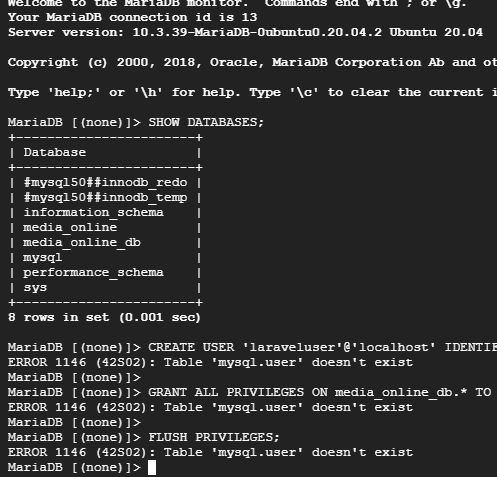 Welcome to the MariaDB monitor.  Commands end with ; or \g.
Your MariaDB connection id is 13
Server version: 10.3.39-MariaDB-0ubuntu0.20.04.2 Ubuntu 20.04
Copyright (c) 2000, 2018, Oracle, MariaDB Corporation Ab and ot
Type 'help;' or '\h' for help. Type '\c' to clear the current i
MariaDB [(none)]> SHOW DATABASES;
+-----------------------+
| Database              |
+-----------------------+
| #mysql50##innodb_redo |
| #mysql50##innodb_temp |
| information_schema    |
| media_online          |
| media_online_db       |
| mysql                 |
| performance_schema    |
| sys                   |
+-----------------------+
8 rows in set (0.001 sec)
MariaDB [(none)]> CREATE USER 'laraveluser'@'localhost' IDENTIF
ERROR 1146 (42S02): Table 'mysql.user' doesn't exist
MariaDB [(none)]>
MariaDB [(none)]> GRANT ALL PRIVILEGES ON media_online_db.* TO
ERROR 1146 (42S02): Table 'mysql.user' doesn't exist
MariaDB [(none)]>
MariaDB [(none)]> FLUSH PRIVILEGES;
ERROR 1146 (42S02): Table 'mysql.user' doesn't exist
MariaDB [(none)]>